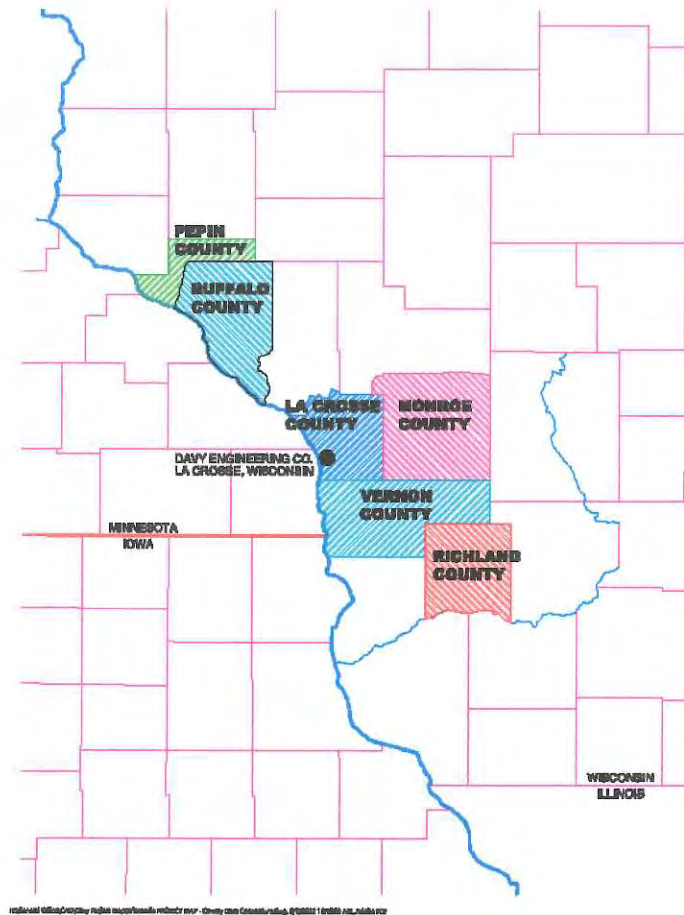 PEPIN
COUNTY
BUFFALO
COUNTY
LA CROSSE
COUNTY
MONROE
COUNTY
DAVY ENGINEERING CO.
LA CROSSE, WISCONSIN
VERNON
COUNTY
MINNESOTA
IOWA
RICHLAND
COUNTY
WISCONSIN
ILLINOIS